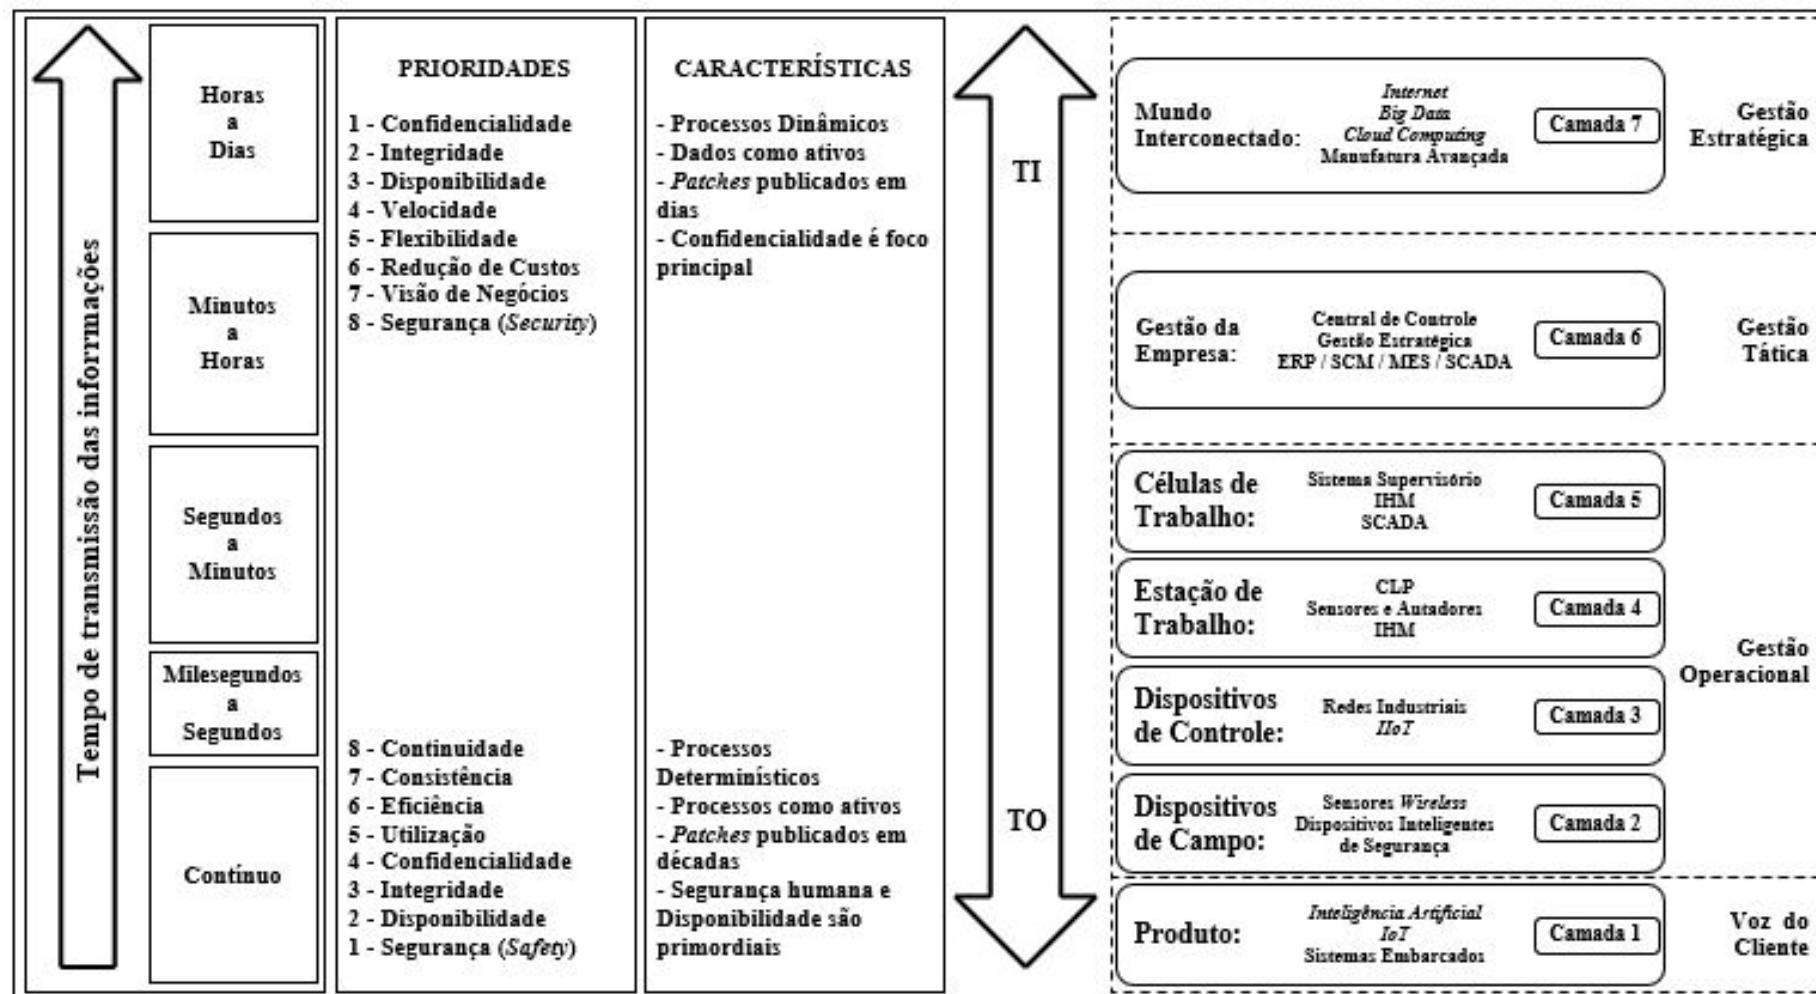 Tempo de transmissão das informações
Horas
a
Dias
Minutos
a
Horas
Segundos
a
Minutos
Milesegundos
a
Segundos
Contínuo
PRIORIDADES
1 - Confidencialidade
2 - Integridade
3 - Disponibilidade
4 - Velocidade
5 - Flexibilidade
6 - Redução de Custos
7 - Visão de Negócios
8 - Segurança (Security)
8 - Continuidade
7 - Consistência
6 - Eficiência
5 - Utilização
4 - Confidencialidade
3 - Integridade
2 - Disponibilidade
1 - Segurança (Safety)
CARACTERÍSTICAS
- Processos Dinâmicos
- Dados como ativos
- Patches publicados em
dias
- Confidencialidade é foco
principal
- Processos
Determinísticos
- Processos como ativos
- Patches publicados em
décadas
- Segurança humana e
Disponibilidade são
primordiais
TI
TO
Mundo
Interconectado:
Internet
Big Data
Cloud Computing
Manufatura Avançada
Camada 7
Gestão
Estratégica
Gestão da
Empresa:
Central de Controle
Gestão Estratégica
ERP / SCM / MES / SCADA
Camada 6
Gestão
Tática
Células de
Trabalho:
Sistema Supervisório
IHM
SCADA
Camada 5
Estação de
Trabalho:
CLP
Sensores e Autadores
IHM
Camada 4
Dispositivos
de Controle:
Redes Industriais
IIoT
Camada 3
Gestão
Operacional
Dispositivos
de Campo:
Sensores Wireless
Dispositivos Inteligentes
de Segurança
Camada 2
Produto:
Inteligência Artificial
IoT
Sistemas Embarcados
Camada 1
Voz do
Cliente